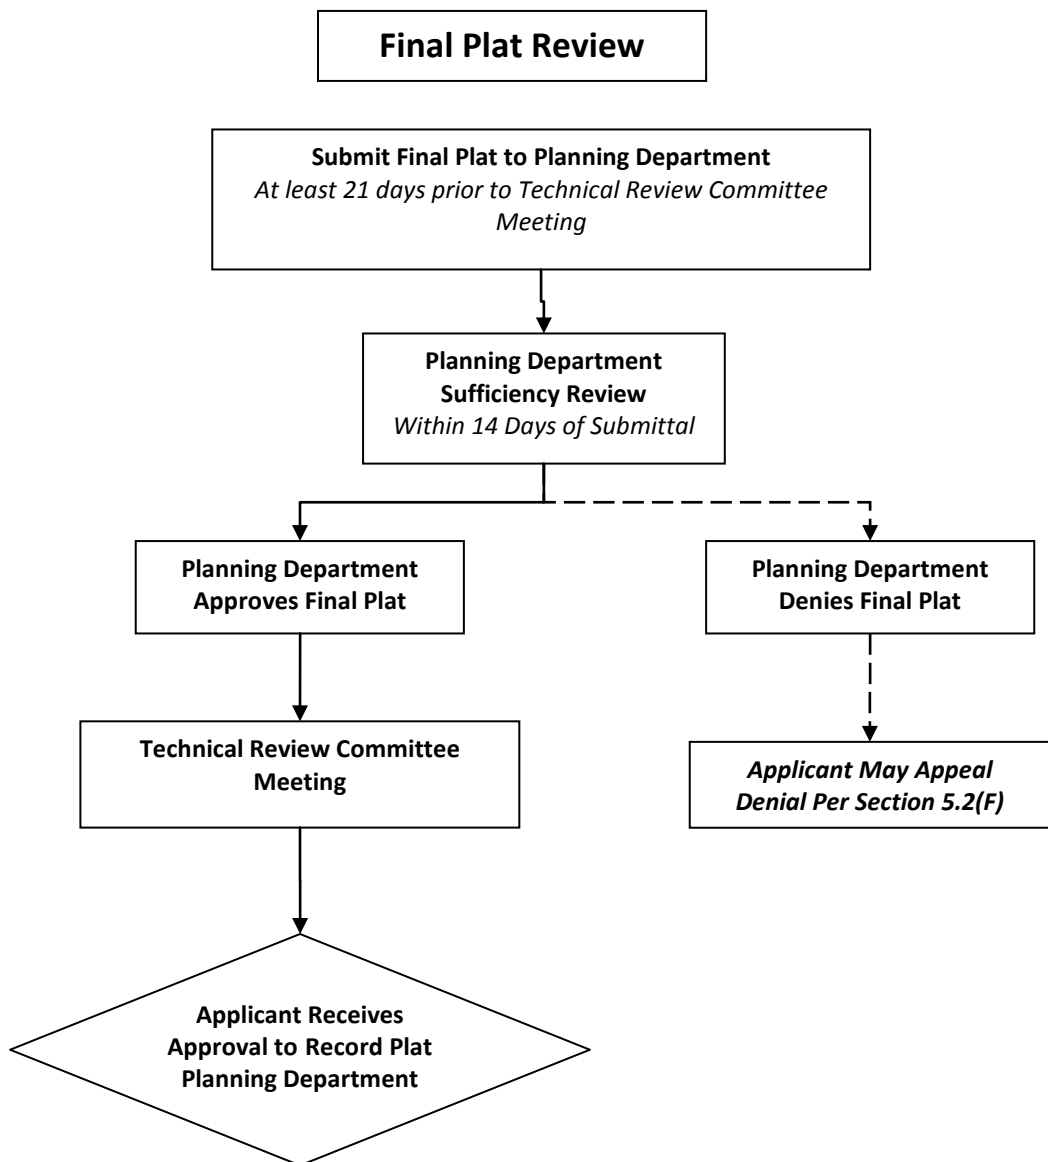 Final Plat Review
Submit Final Plat to Planning Department
At least 21 days prior to Technical Review Committee
Meeting
Planning Department
Sufficiency Review
Within 14 Days of Submittal
Planning Department
Approves Final Plat
Planning Department
Denies Final Plat
Technical Review Committee
Meeting
Applicant May Appeal
Denial Per Section 5.2(F)
Applicant Receives
Approval to Record Plat
Planning Department